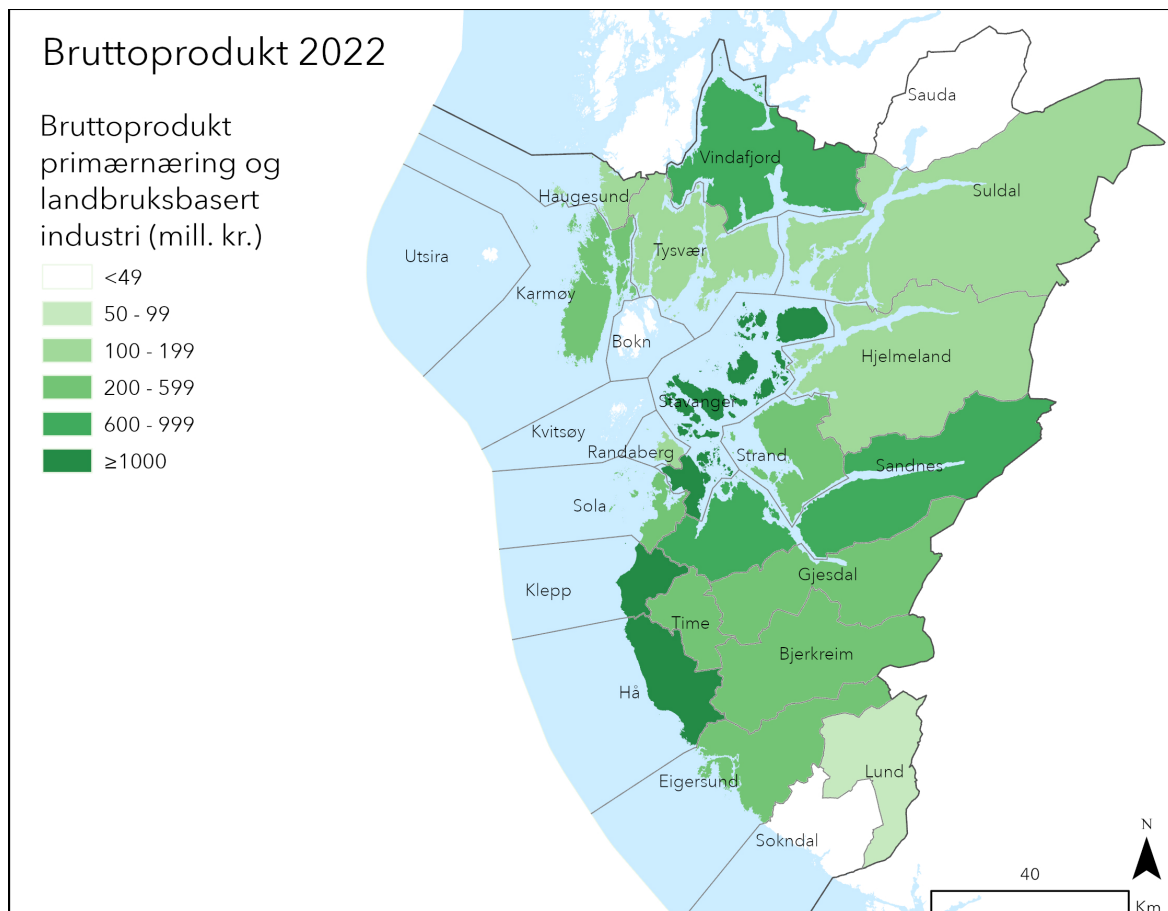 Bruttoprodukt 2022
Bruttoprodukt
primærnæring og
landbruksbasert
industri (mill. kr.)
<49
50 - 99
100 - 199
200 - 599
600 - 999
≥1000
Sauda
Vindafjord
Suldal
Haugesund
Utsira
Tysvær
Karmøy
Bokn
Hjelmeland
Stavanger
Kvitsøy
Randaberg
Strand
Sandnes
Sola
Gjesdal
Klepp
Time
Bjerkreim
Hå
Eigersund
Lund
Sokndal
N
40
Km